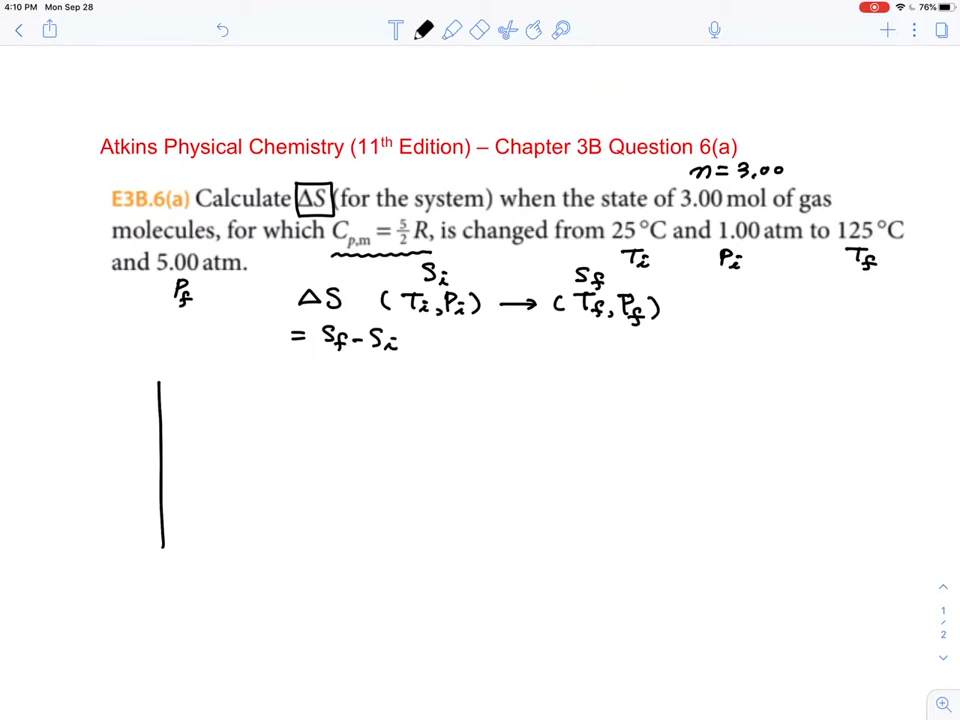 4:10 PM Mon Sep 28 76%
Atkins Physical Chemistry (11th Edition) – Chapter 3B Question 6(a)
n = 3.00
E3B.6(a) Calculate ΔS (for the system) when the state of 3.00 mol of gas
molecules, for which Cp,m = 5/2 R, is changed from 25 °C and 1.00 atm to 125 °C
Ti Pi Tf
and 5.00 atm.
Pf
Si Sf
ΔS (Ti, Pi) → (Tf, Pf)
= Sf - Si
1
/
2